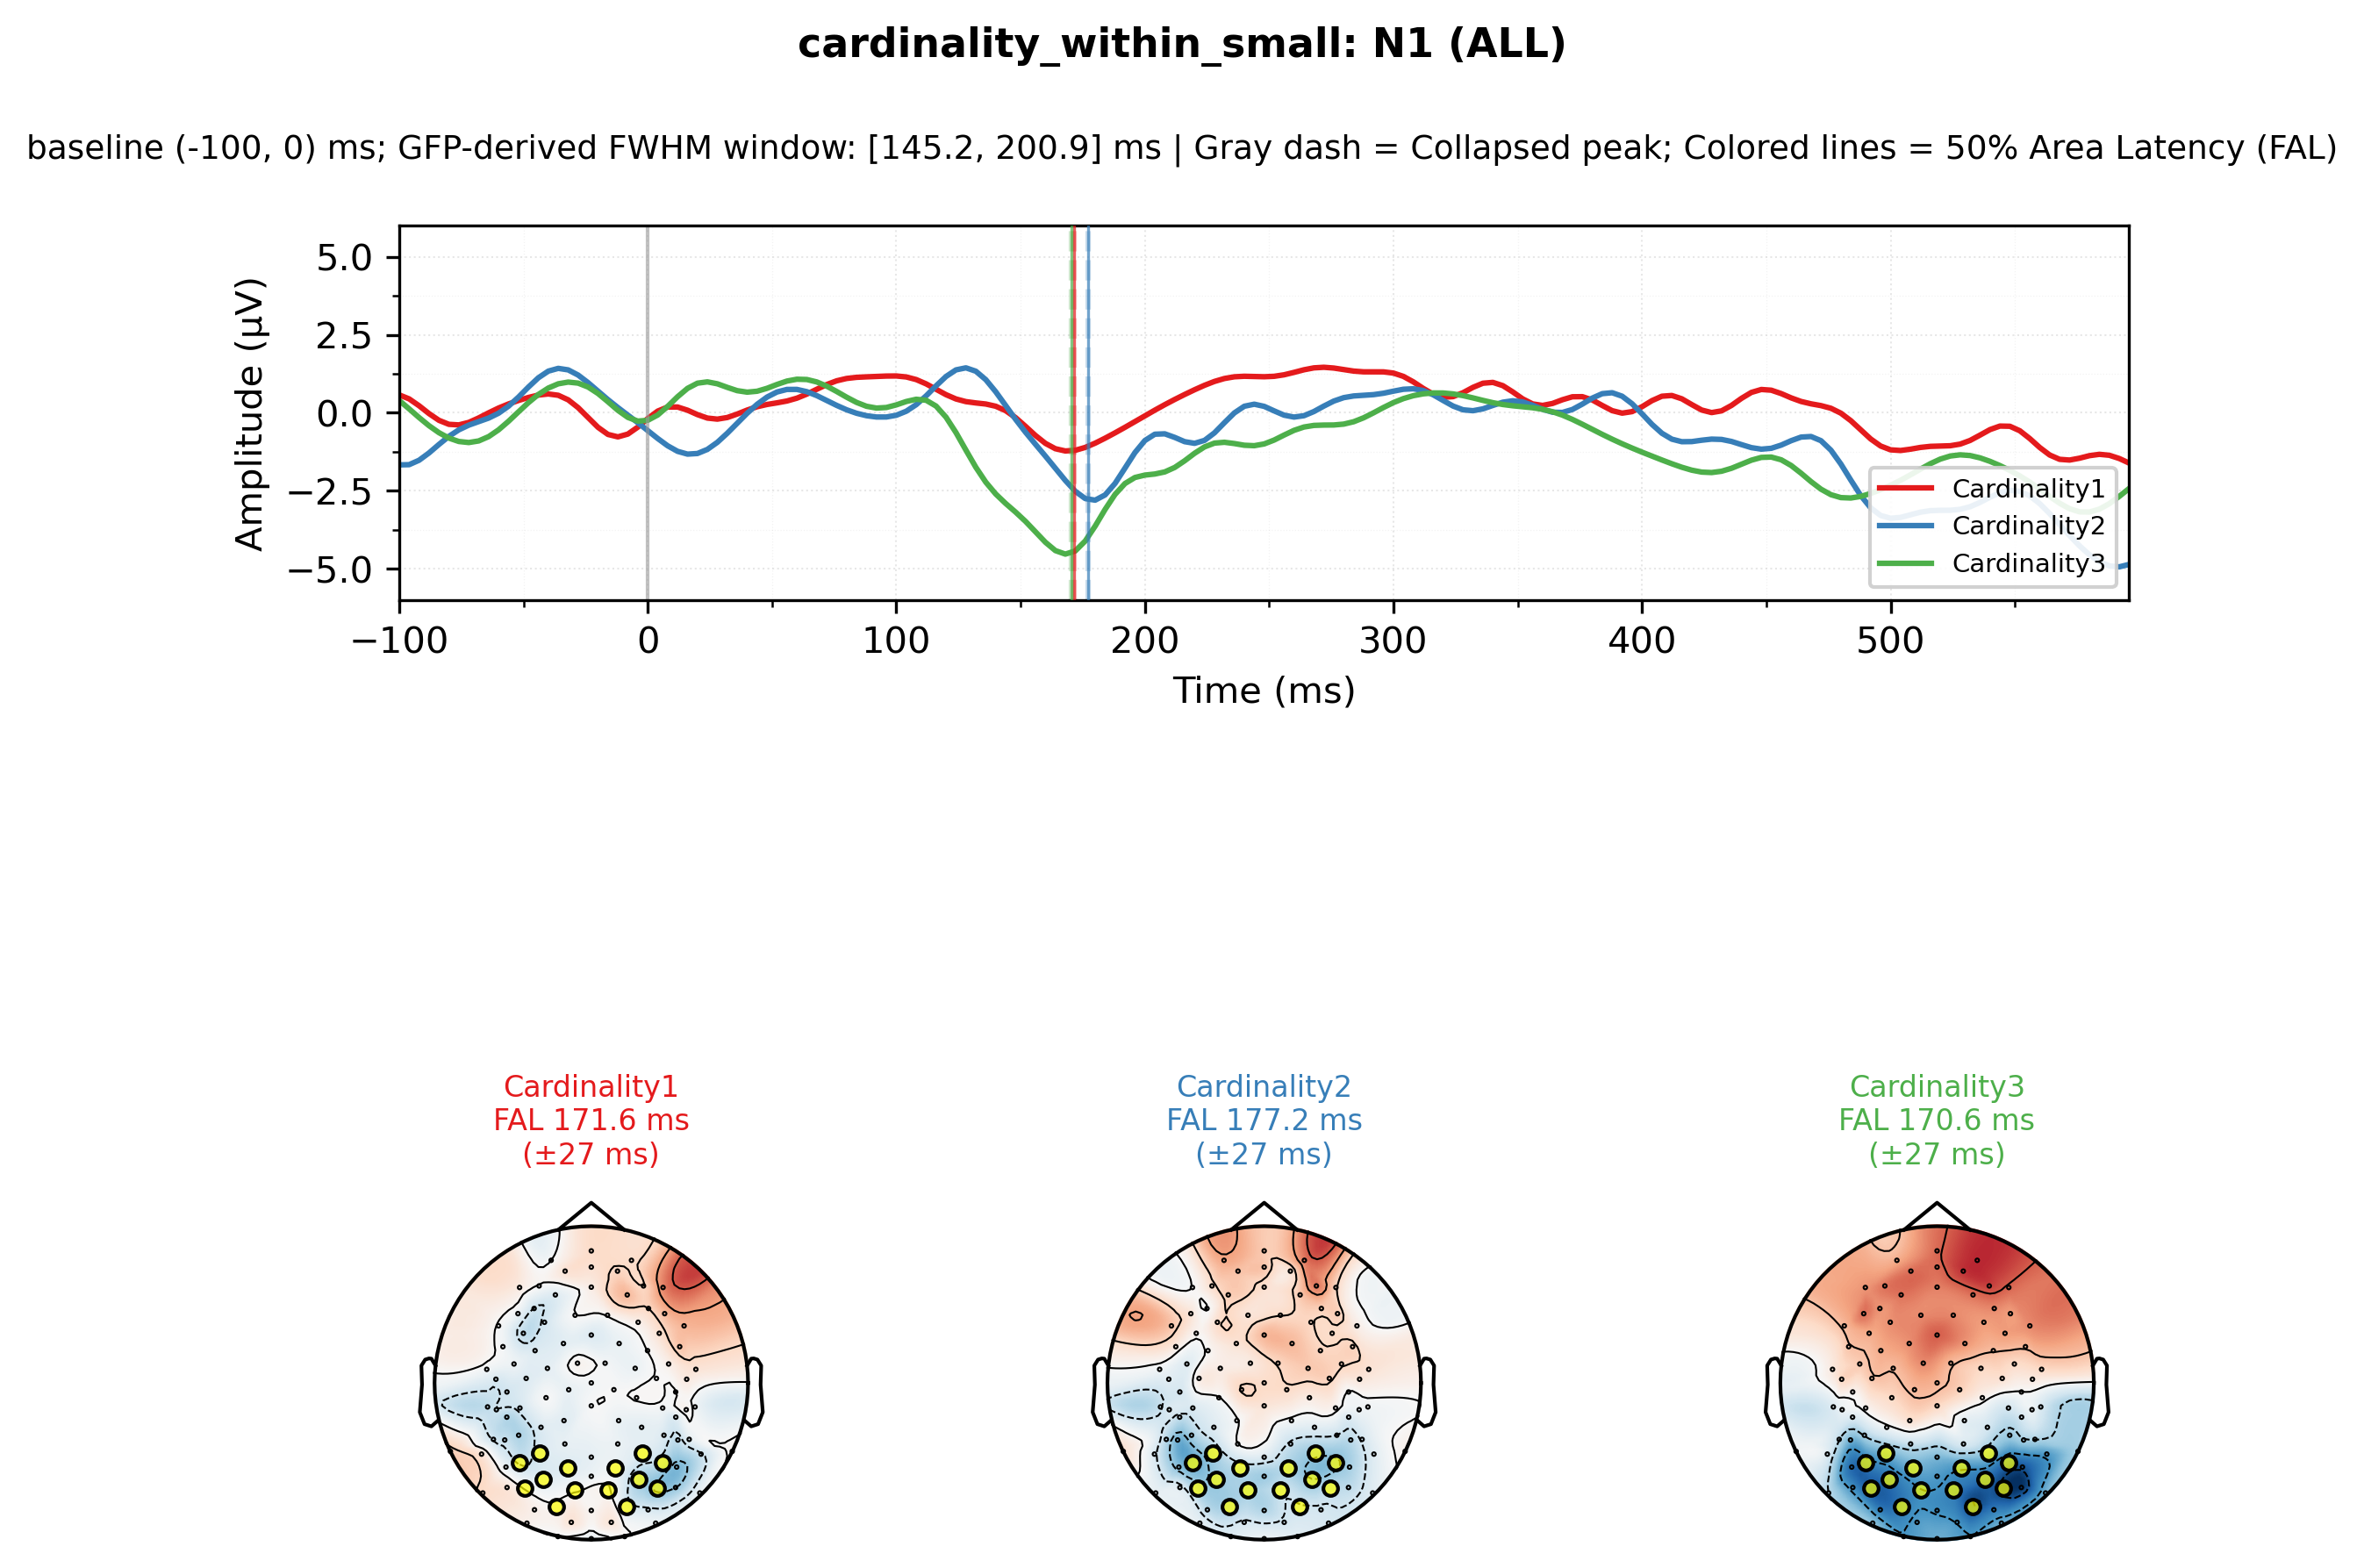 cardinality_within_small: N1 (ALL)
baseline (-100, 0) ms; GFP-derived FWHM window: [145.2, 200.9] ms | Gray dash = Collapsed peak; Colored lines = 50% Area Latency (FAL)
Amplitude (µV)
5.0
2.5
0.0
−2.5
−5.0
Cardinality1
Cardinality2
Cardinality3
−100 0 100 200 300 400 500
Time (ms)
Cardinality1
FAL 171.6 ms
(±27 ms)
Cardinality2
FAL 177.2 ms
(±27 ms)
Cardinality3
FAL 170.6 ms
(±27 ms)